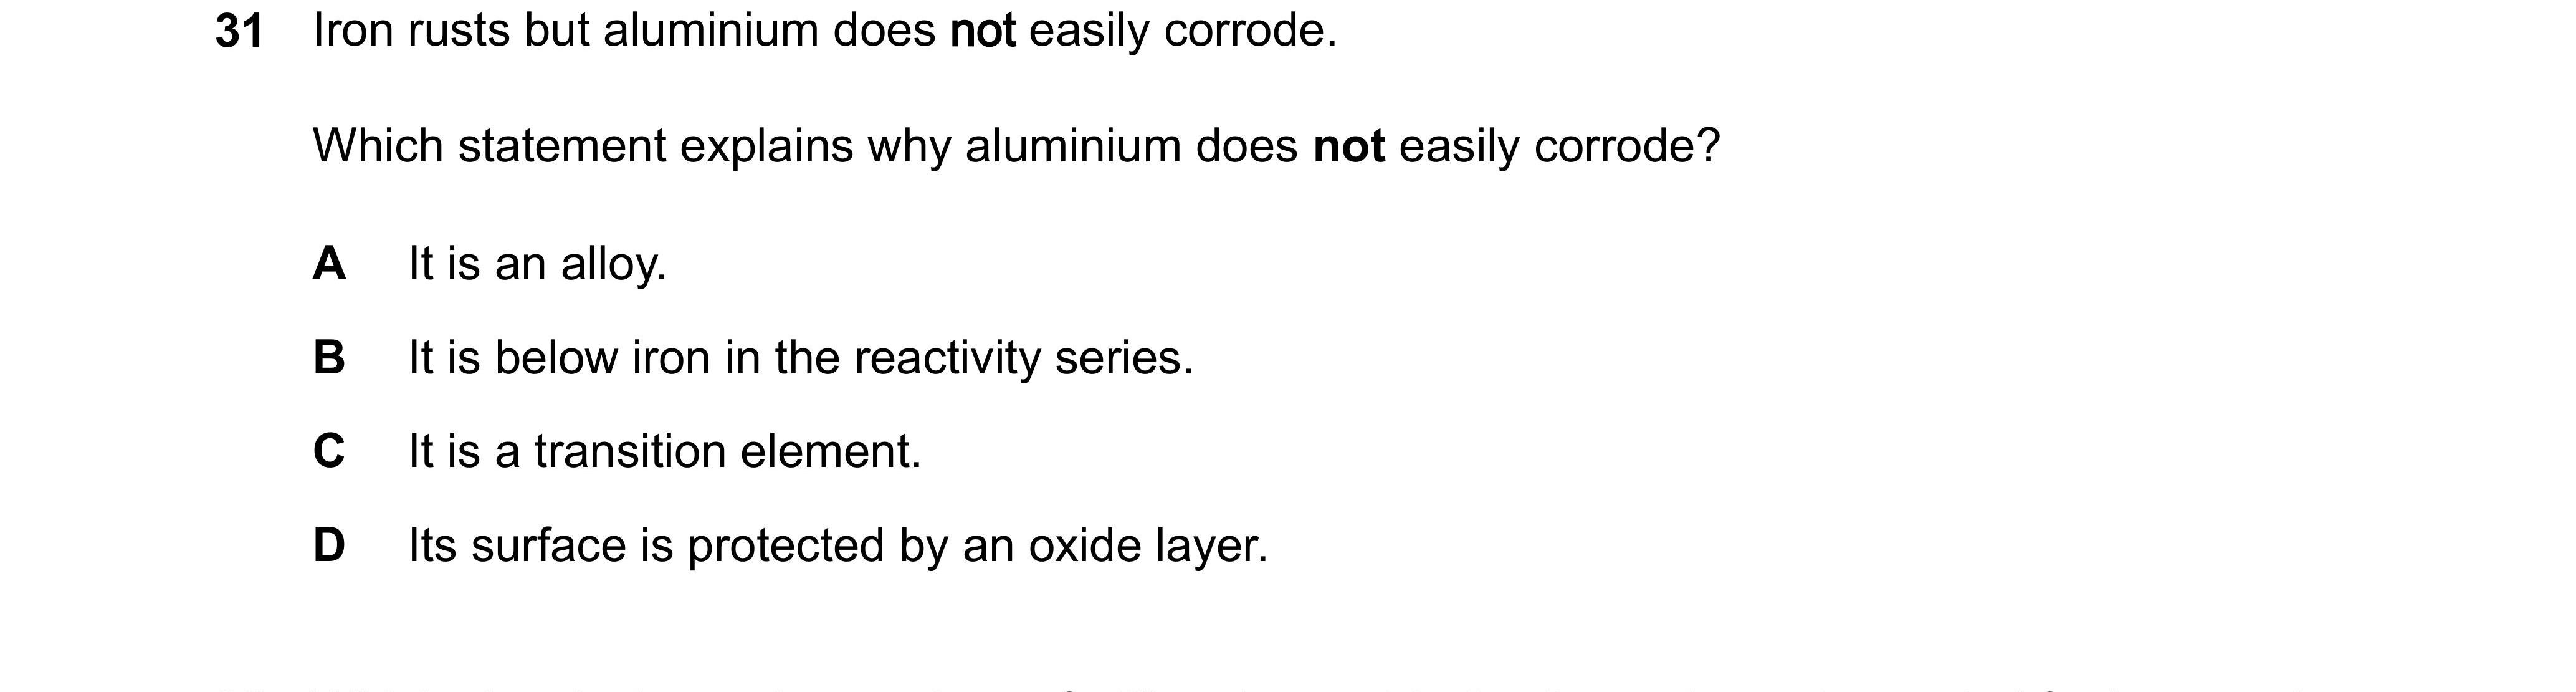 31 Iron rusts but aluminium does not easily corrode.
Which statement explains why aluminium does not easily corrode?
A It is an alloy.
B It is below iron in the reactivity series.
C It is a transition element.
D Its surface is protected by an oxide layer.